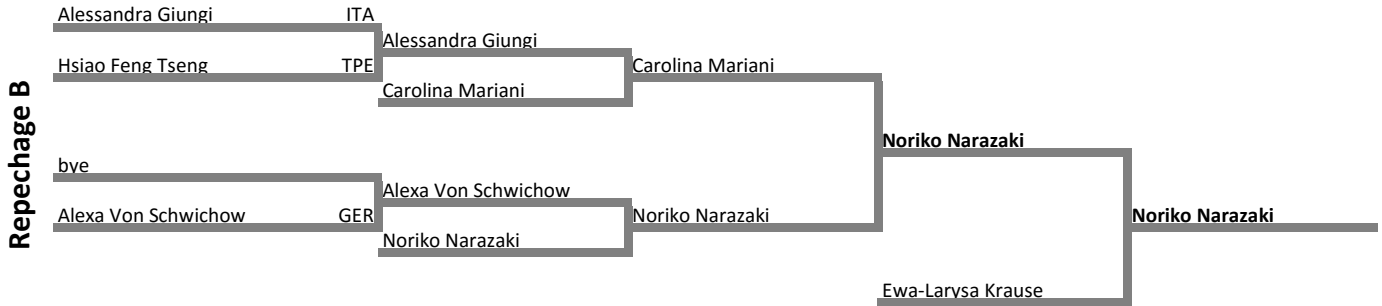 Repechage B
Alessandra Giungi ITA
Alessandra Giungi
Hsiao Feng Tseng TPE
Carolina Mariani
Carolina Mariani
Noriko Narazaki
bye
Alexa Von Schwichow
Alexa Von Schwichow GER
Noriko Narazaki
Noriko Narazaki
Noriko Narazaki
Ewa-Larysa Krause